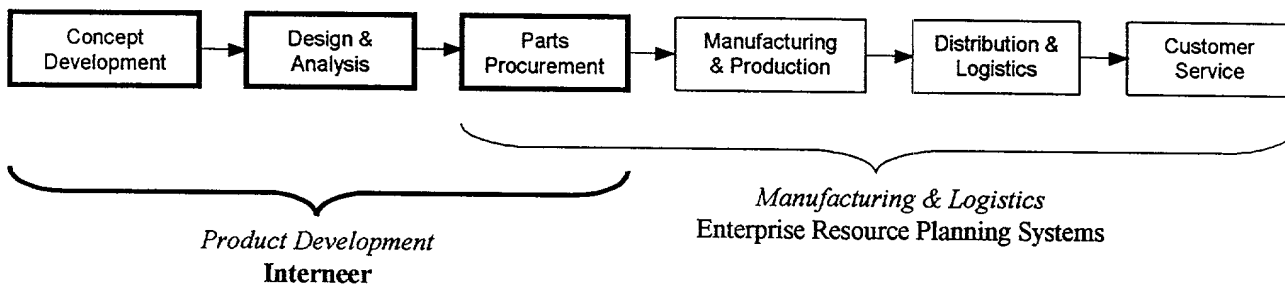 Concept
Development
Design &
Analysis
Parts
Procurement
Manufacturing
& Production
Distribution &
Logistics
Customer
Service
Product Development
Interneer
Manufacturing & Logistics
Enterprise Resource Planning Systems